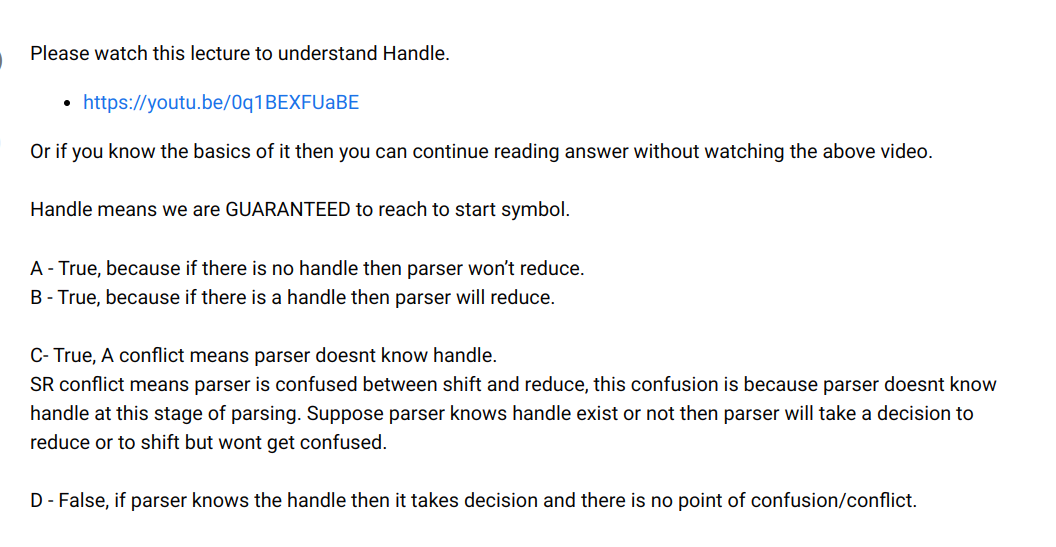 Please watch this lecture to understand Handle.
• https://youtu.be/0q1BEXFUaBE
Or if you know the basics of it then you can continue reading answer without watching the above video.
Handle means we are GUARANTEED to reach to start symbol.
A - True, because if there is no handle then parser won’t reduce.
B - True, because if there is a handle then parser will reduce.
C- True, A conflict means parser doesnt know handle.
SR conflict means parser is confused between shift and reduce, this confusion is because parser doesnt know
handle at this stage of parsing. Suppose parser knows handle exist or not then parser will take a decision to
reduce or to shift but wont get confused.
D - False, if parser knows the handle then it takes decision and there is no point of confusion/conflict.